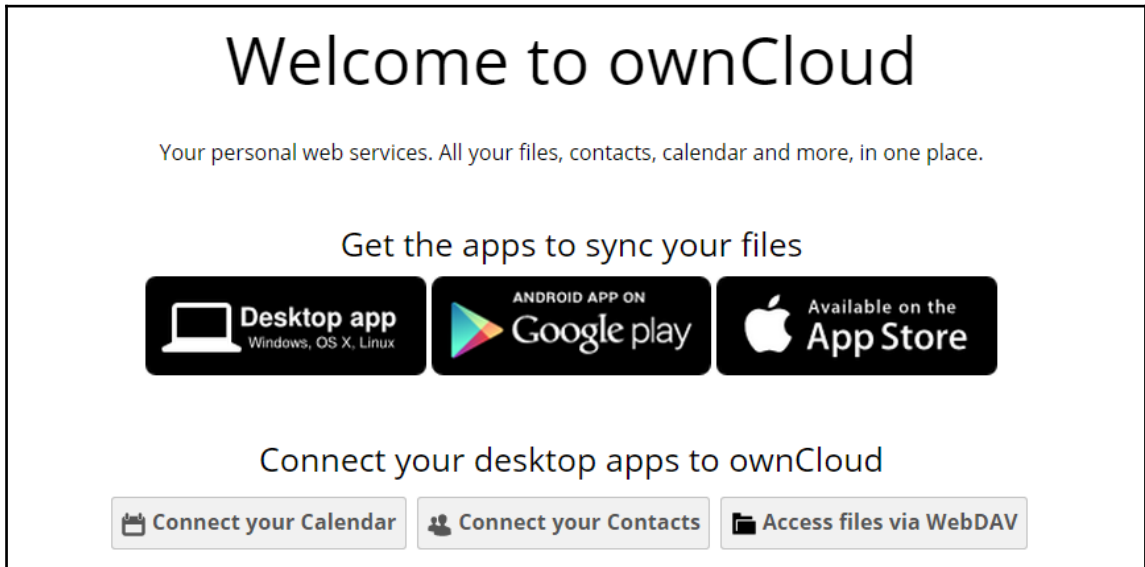 Welcome to ownCloud
Your personal web services. All your files, contacts, calendar and more, in one place.
Get the apps to sync your files
Desktop app
Windows, OS X, Linux
ANDROID APP ON
Google play
Available on the
App Store
Connect your desktop apps to ownCloud
Connect your Calendar
Connect your Contacts
Access files via WebDAV